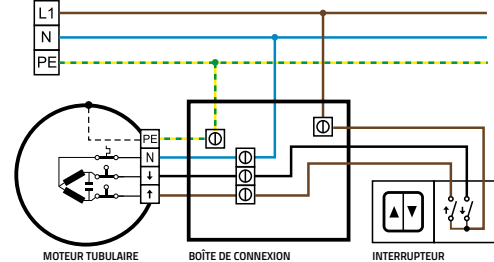 L1
N
PE
PE
N
↓
↑
MOTEUR TUBULAIRE
BOÎTE DE CONNEXION
INTERRUPTEUR